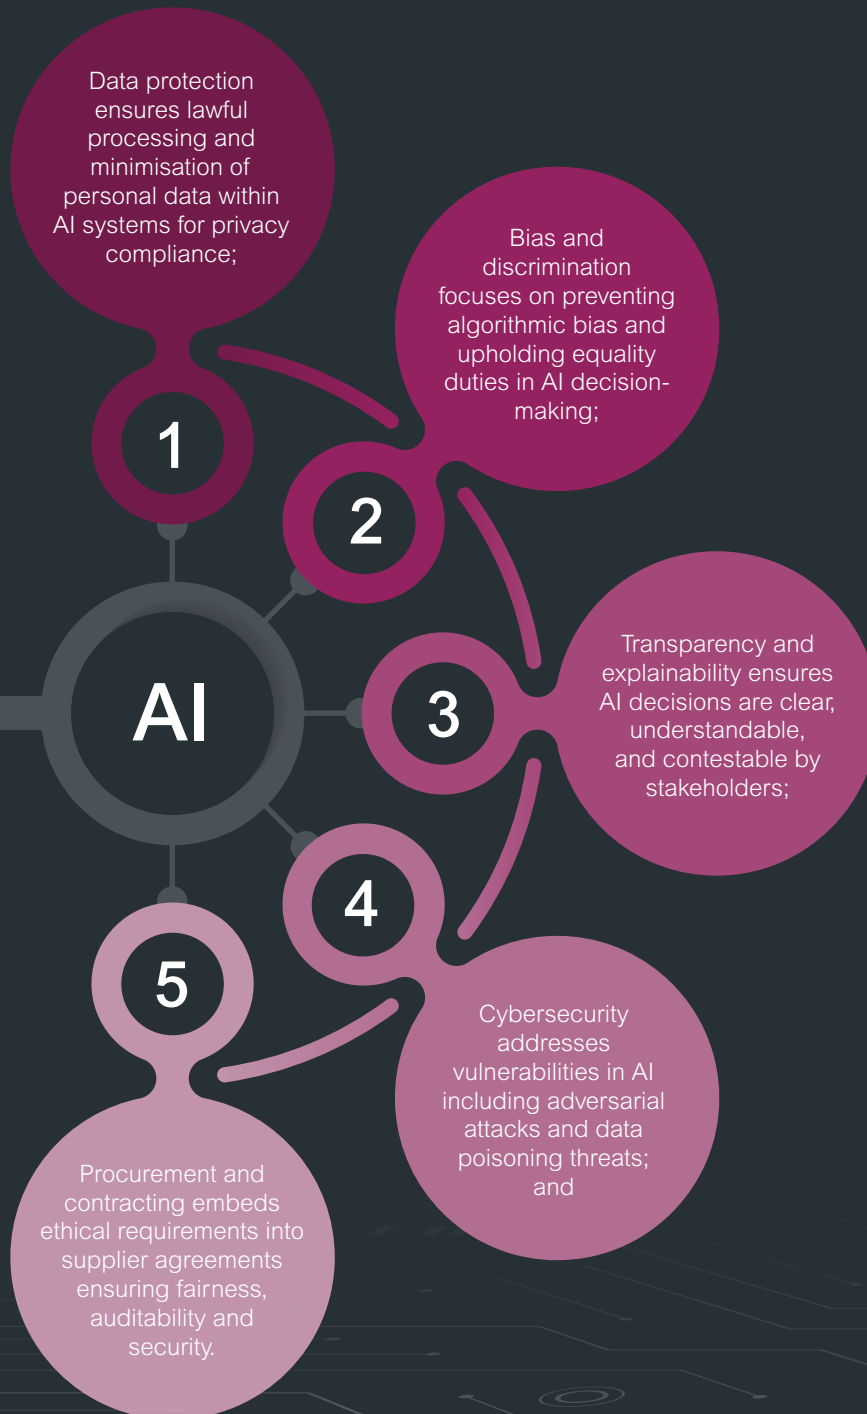 Data protection
ensures lawful
processing and
minimisation of
personal data within
AI systems for privacy
compliance;
1
Bias and
discrimination
focuses on preventing
algorithmic bias and
upholding equality
duties in AI decision-
making;
2
AI
3
Transparency and
explainability ensures
AI decisions are clear,
understandable,
and contestable by
stakeholders;
4
Cybersecurity
addresses
vulnerabilities in AI
including adversarial
attacks and data
poisoning threats;
and
5
Procurement and
contracting embeds
ethical requirements into
supplier agreements
ensuring fairness,
auditability and
security.